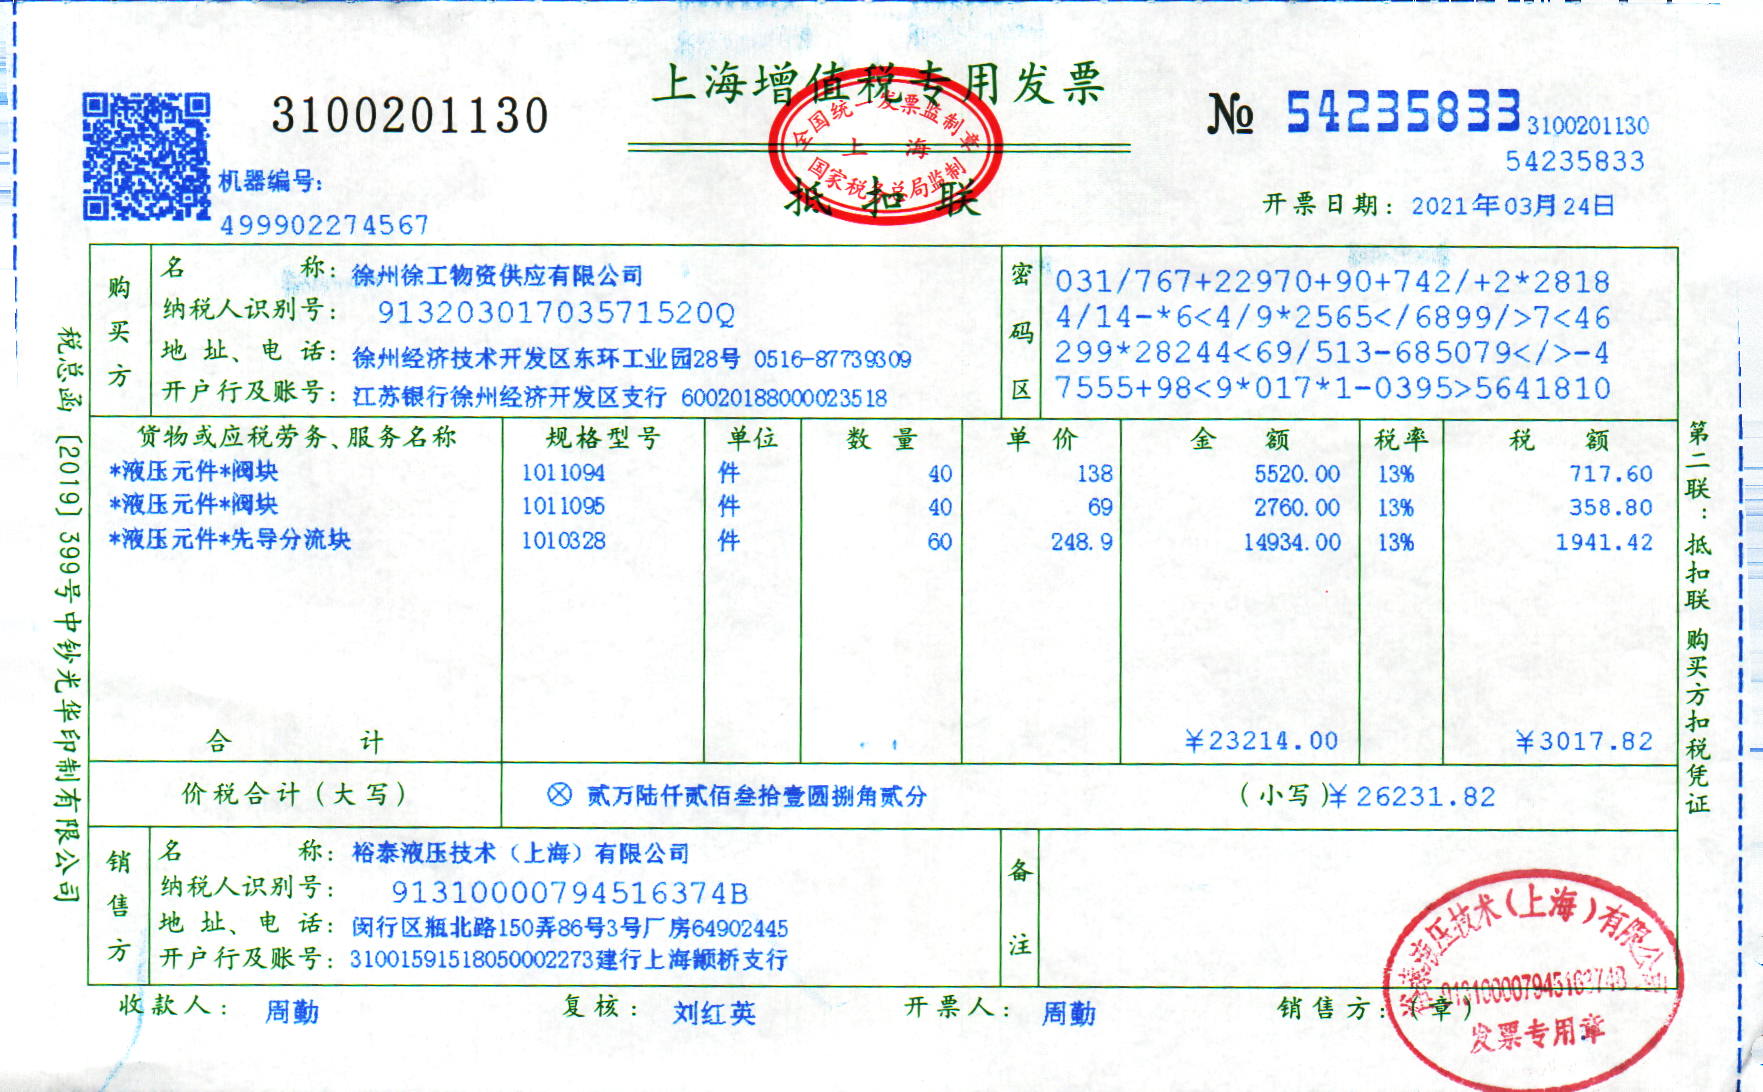 上海增值税专用发票
抵扣联
全国统一发票监制章
上海
国家税务总局监制
3100201130
№ 54235833
3100201130
54235833
机器编号:
499902274567
开票日期: 2021年03月24日
购买方
名 称: 徐州徐工物资供应有限公司
纳税人识别号: 91320301703571520Q
地 址、电 话: 徐州经济技术开发区东环工业园28号 0516-87739309
开户行及账号: 江苏银行徐州经济开发区支行 60020188000023518
密码区
031/767+22970+90+742/+2*2818
4/14-*6<4/9*2565</6899/>7<46
299*28244<69/513-685079</>-4
7555+98<9*017*1-0395>5641810
货物或应税劳务、服务名称 规格型号 单位 数 量 单 价 金 额 税率 税 额
*液压元件*阀块 1011094 件 40 138 5520.00 13% 717.60
*液压元件*阀块 1011095 件 40 69 2760.00 13% 358.80
*液压元件*先导分流块 1010328 件 60 248.9 14934.00 13% 1941.42
合 计 ￥23214.00 ￥3017.82
价税合计(大写) ⊗ 贰万陆仟贰佰叁拾壹圆捌角贰分 (小写)￥26231.82
销售方
名 称: 裕泰液压技术（上海）有限公司
纳税人识别号: 91310000794516374B
地 址、电 话: 闵行区瓶北路150弄86号3号厂房64902445
开户行及账号: 31001591518050002273建行上海颛桥支行
备注
收款人: 周勤 复核: 刘红英 开票人: 周勤 销售方:(章)
裕泰液压技术(上海)有限公司
91310000794516374B
发票专用章
税总函[2019]399号中钞光华印制有限公司
第二联:抵扣联 购买方扣税凭证